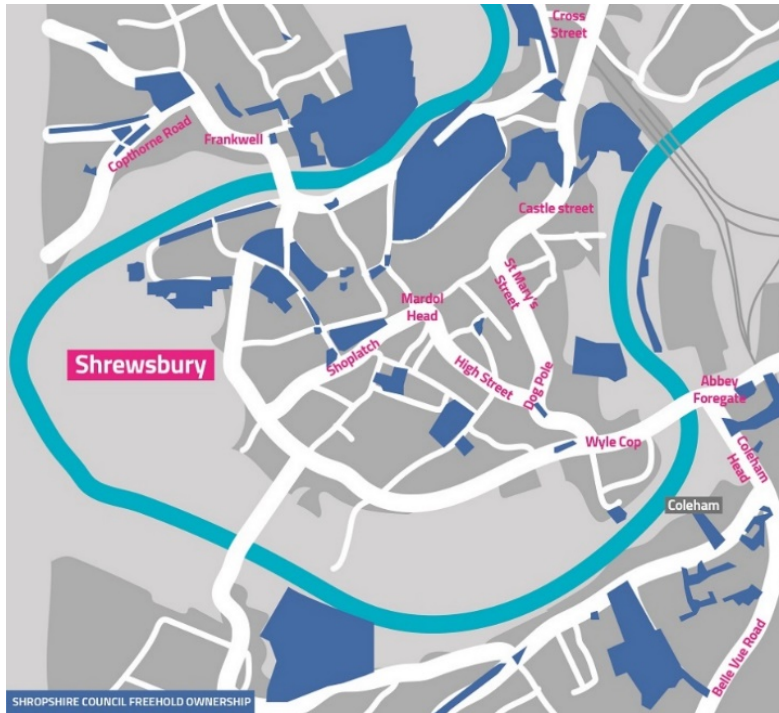 Cross
Street
Copthorne Road
Frankwell
Castle street
St Mary's
Street
Mardol
Head
Shoplatch
High Street
Dog Pole
Shrewsbury
Abbey
Foregate
Wyle Cop
Coleham
Head
Coleham
Belle Vue Road
SHROPSHIRE COUNCIL FREEHOLD OWNERSHIP